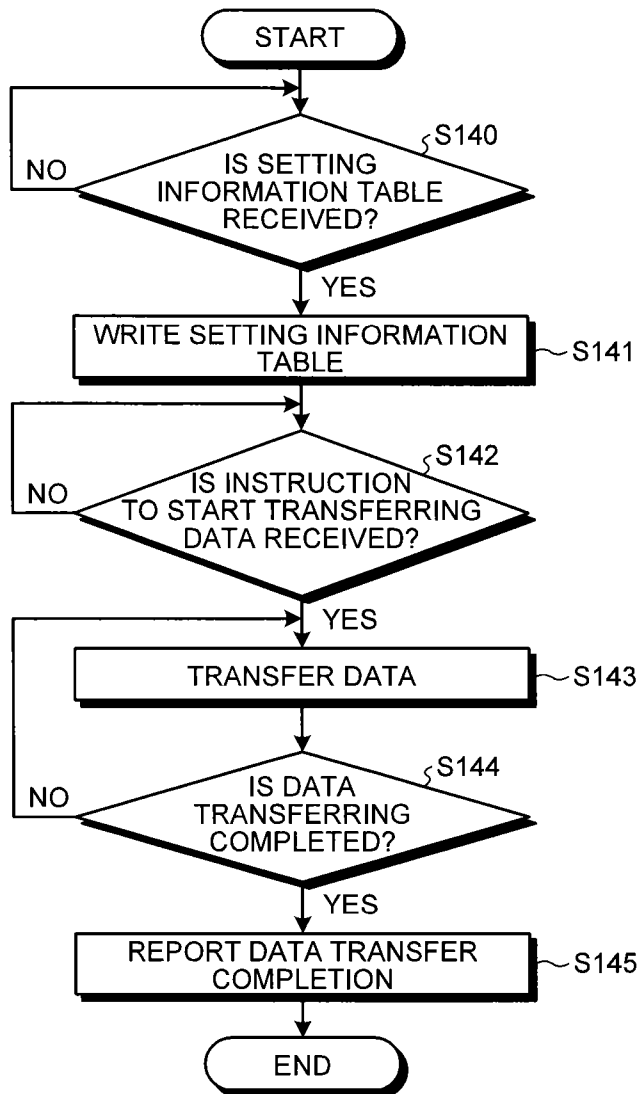 START
S140
NO
IS SETTING
INFORMATION TABLE
RECEIVED?
YES
WRITE SETTING INFORMATION
TABLE
S141
S142
NO
IS INSTRUCTION
TO START TRANSFERRING
DATA RECEIVED?
YES
TRANSFER DATA
S143
S144
NO
IS DATA
TRANSFERRING
COMPLETED?
YES
REPORT DATA TRANSFER
COMPLETION
S145
END